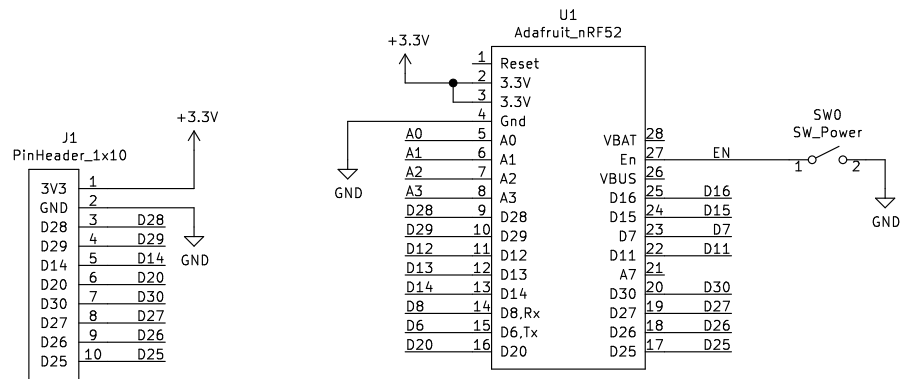 U1
Adafruit_nRF52
+3.3V
1 Reset
2 3.3V
3 3.3V
4 Gnd
A0 5 A0
A1 6 A1
A2 7 A2
A3 8 A3
D28 9 D28
D29 10 D29
D12 11 D12
D13 12 D13
D14 13 D14
D8 14 D8,Rx
D6 15 D6,Tx
D20 16 D20
GND
VBAT 28
En 27 EN
VBUS 26
D16 25 D16
D15 24 D15
D7 23 D7
D11 22 D11
A7 21
D30 20 D30
D27 19 D27
D26 18 D26
D25 17 D25
SW0
SW_Power
1 2
GND
J1
PinHeader_1x10
+3.3V
3V3 1
GND 2
D28 3 D28
D29 4 D29
D14 5 D14
D20 6 D20
D30 7 D30
D27 8 D27
D26 9 D26
D25 10 D25
GND